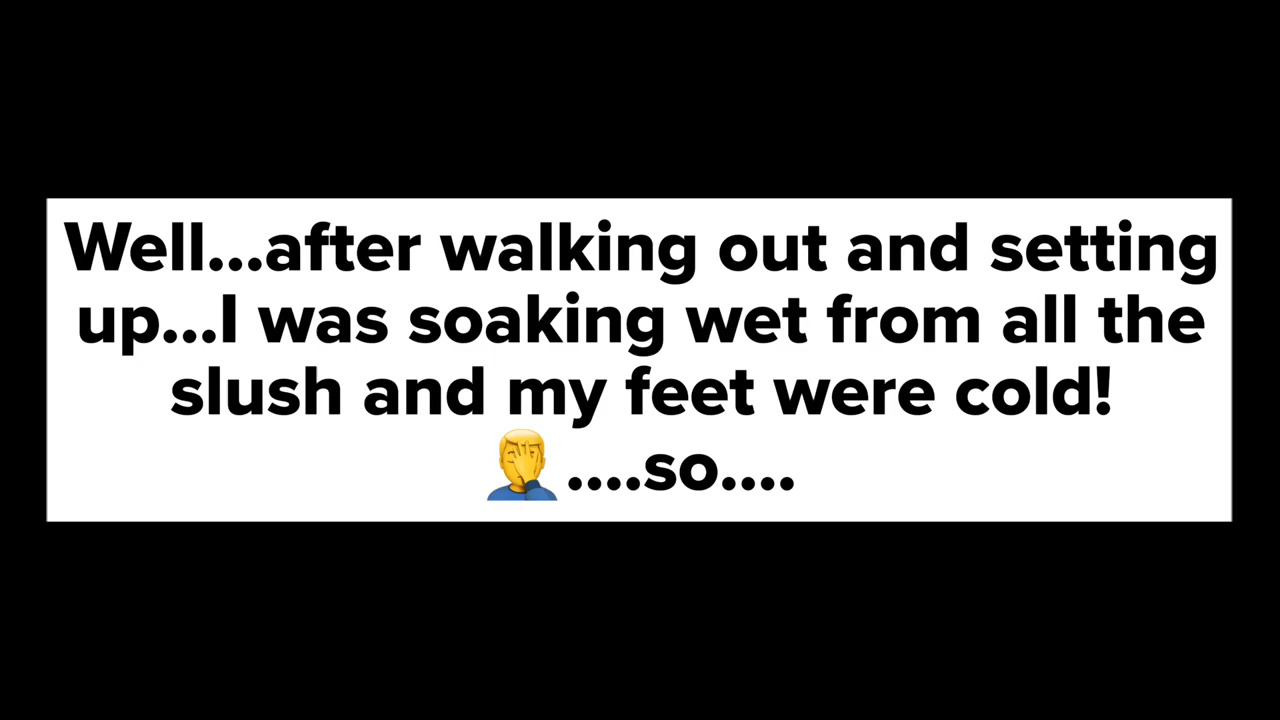 Well...after walking out and setting
up...I was soaking wet from all the
slush and my feet were cold!
🤦‍♂️....so....